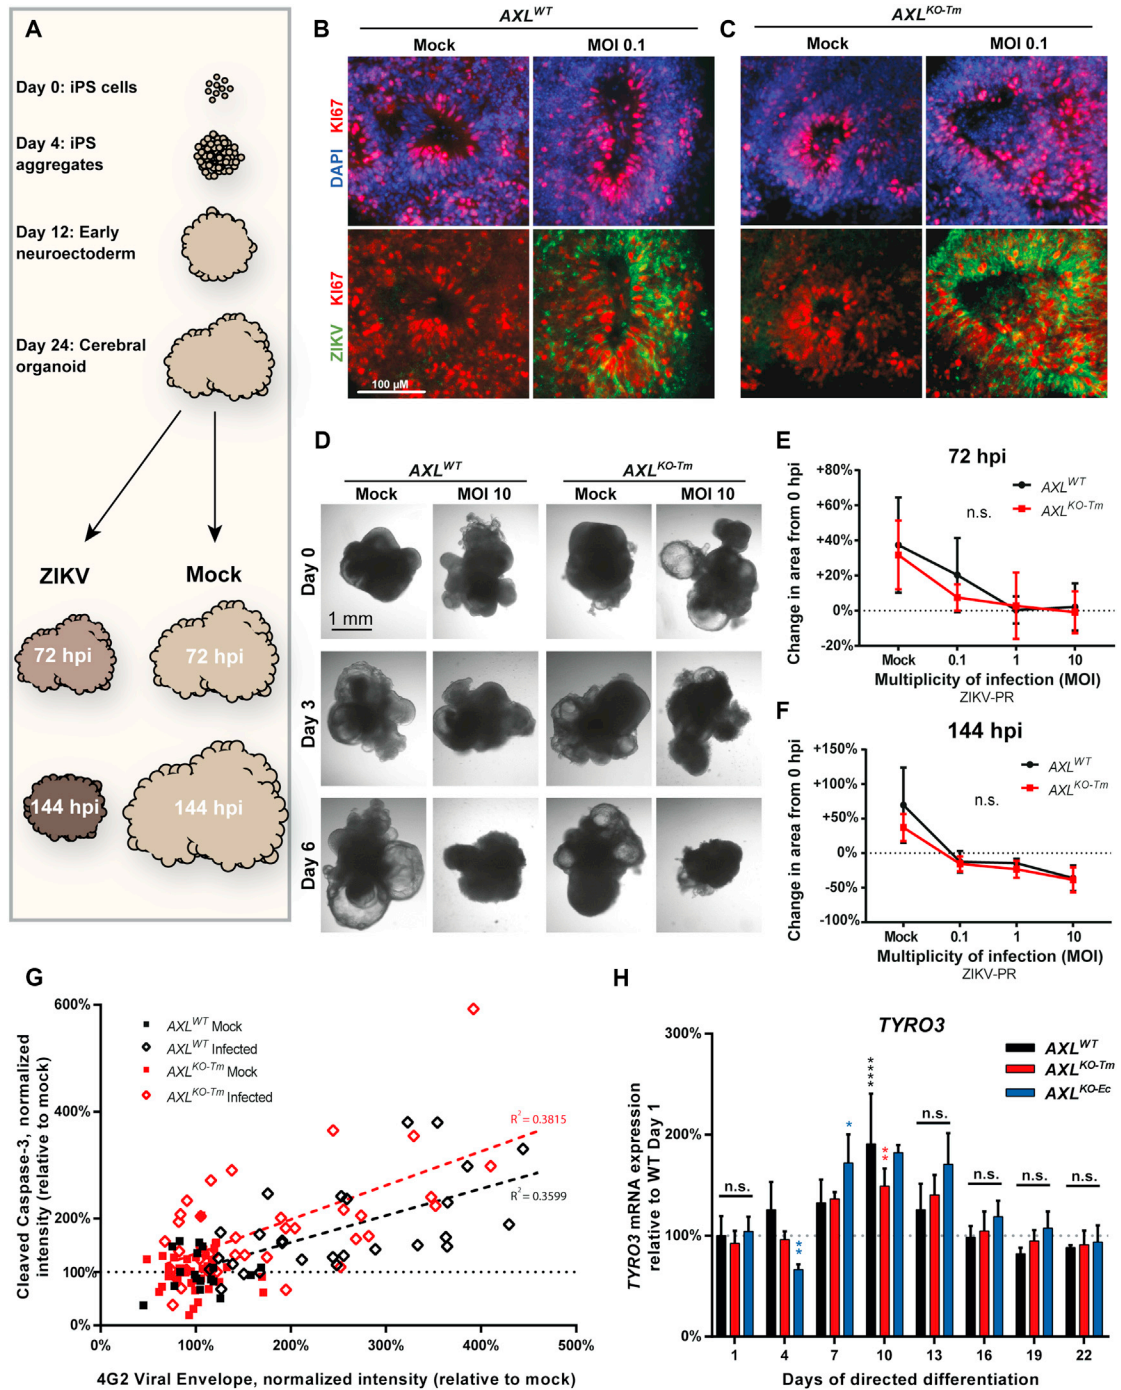 A
Day 0: iPS cells
Day 4: iPS
aggregates
Day 12: Early
neuroectoderm
Day 24: Cerebral
organoid
ZIKV
Mock
72 hpi
72 hpi
144 hpi
144 hpi
B
AXL^WT
Mock
MOI 0.1
DAPI KI67
ZIKV KI67
100 µM
C
AXL^KO-Tm
Mock
MOI 0.1
D
AXL^WT
AXL^KO-Tm
Mock
MOI 10
Mock
MOI 10
Day 0
1 mm
Day 3
Day 6
E
72 hpi
Change in area from 0 hpi
+80%
+60%
+40%
+20%
0%
-20%
AXL^WT
AXL^KO-Tm
n.s.
Mock
0.1
1
10
Multiplicity of infection (MOI)
ZIKV-PR
F
144 hpi
Change in area from 0 hpi
+150%
+100%
+50%
0%
-50%
-100%
AXL^WT
AXL^KO-Tm
n.s.
Mock
0.1
1
10
Multiplicity of infection (MOI)
ZIKV-PR
G
Cleaved Caspase-3, normalized
intensity (relative to mock)
600%
400%
200%
100%
0%
AXL^WT Mock
AXL^WT Infected
AXL^KO-Tm Mock
AXL^KO-Tm Infected
R² = 0.3815
R² = 0.3599
0%
100%
200%
300%
400%
500%
4G2 Viral Envelope, normalized intensity (relative to mock)
H
TYRO3
TYRO3 mRNA expression
relative to WT Day 1
300%
200%
100%
0%
AXL^WT
AXL^KO-Tm
AXL^KO-Ec
n.s.
**
*
****
**
n.s.
n.s.
n.s.
n.s.
1
4
7
10
13
16
19
22
Days of directed differentiation